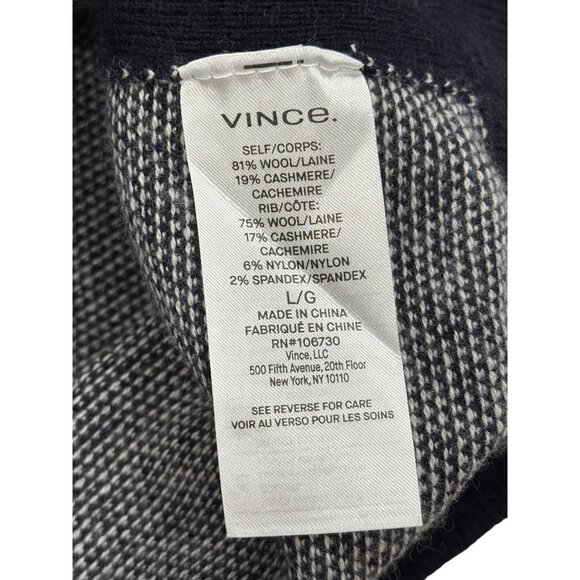 VINCE.
SELF/CORPS:
81% WOOL/LAINE
19% CASHMERE/
CACHEMIRE
RIB/CÔTE:
75% WOOL/LAINE
17% CASHMERE/
CACHEMIRE
6% NYLON/NYLON
2% SPANDEX/SPANDEX
L/G
MADE IN CHINA
FABRIQUÉ EN CHINE
RN#106730
Vince, LLC
500 Fifth Avenue, 20th Floor
New York, NY 10110
SEE REVERSE FOR CARE
VOIR AU VERSO POUR LES SOINS